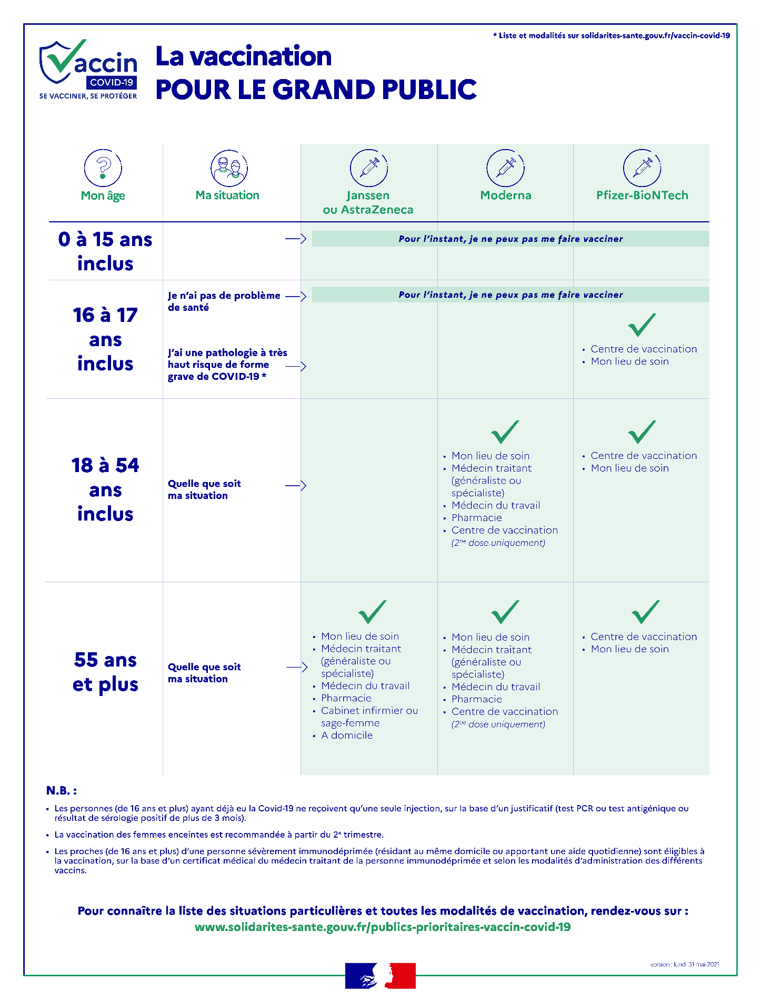 * Liste et modalités sur solidarites-sante.gouv.fr/vaccin-covid-19
Vaccin
COVID-19
SE VACCINER, SE PROTÉGER
La vaccination
POUR LE GRAND PUBLIC
Mon âge
Ma situation
Janssen
ou AstraZeneca
Moderna
Pfizer-BioNTech
0 à 15 ans
inclus
Pour l'instant, je ne peux pas me faire vacciner
16 à 17
ans
inclus
Je n'ai pas de problème
de santé
Pour l'instant, je ne peux pas me faire vacciner
J'ai une pathologie à très
haut risque de forme
grave de COVID-19 *
• Centre de vaccination
• Mon lieu de soin
18 à 54
ans
inclus
Quelle que soit
ma situation
• Mon lieu de soin
• Médecin traitant
(généraliste ou
spécialiste)
• Médecin du travail
• Pharmacie
• Centre de vaccination
(2de dose uniquement)
• Centre de vaccination
• Mon lieu de soin
55 ans
et plus
Quelle que soit
ma situation
• Mon lieu de soin
• Médecin traitant
(généraliste ou
spécialiste)
• Médecin du travail
• Pharmacie
• Cabinet infirmier ou
sage-femme
• A domicile
• Mon lieu de soin
• Médecin traitant
(généraliste ou
spécialiste)
• Médecin du travail
• Pharmacie
• Centre de vaccination
(2de dose uniquement)
• Centre de vaccination
• Mon lieu de soin
N.B. :
• Les personnes (de 16 ans et plus) ayant déjà eu la Covid-19 ne reçoivent qu'une seule injection, sur la base d'un justificatif (test PCR ou test antigénique ou
résultat de sérologie positif de plus de 3 mois).
• La vaccination des femmes enceintes est recommandée à partir du 2e trimestre.
• Les proches (de 16 ans et plus) d'une personne sévèrement immunodéprimée (résidant au même domicile ou apportant une aide quotidienne) sont éligibles à
la vaccination, sur la base d'un certificat médical du médecin traitant de la personne immunodéprimée et selon les modalités d'administration des différents
vaccins.
Pour connaître la liste des situations particulières et toutes les modalités de vaccination, rendez-vous sur :
www.solidarites-sante.gouv.fr/publics-prioritaires-vaccin-covid-19
version : lundi 31 mai 2021